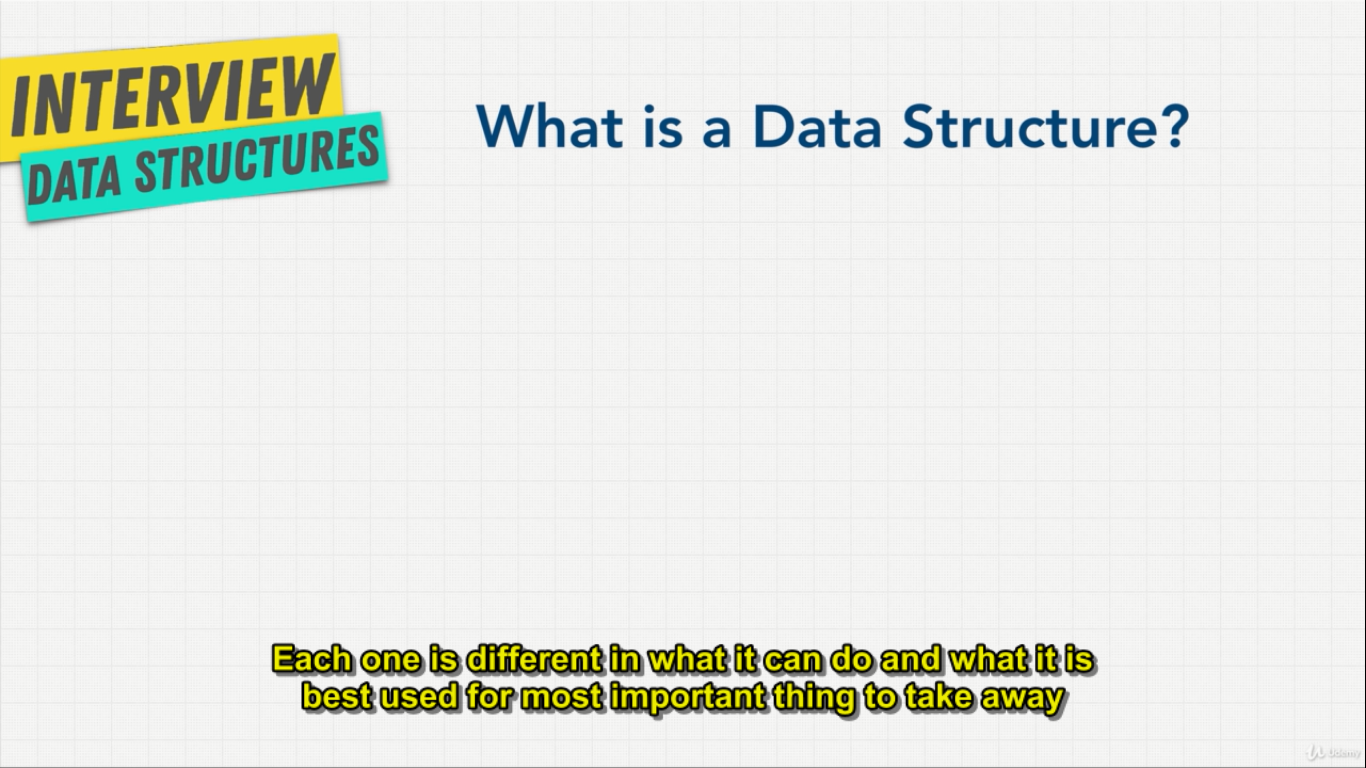 INTERVIEW
DATA STRUCTURES
What is a Data Structure?
Each one is different in what it can do and what it is
best used for most important thing to take away
Udemy